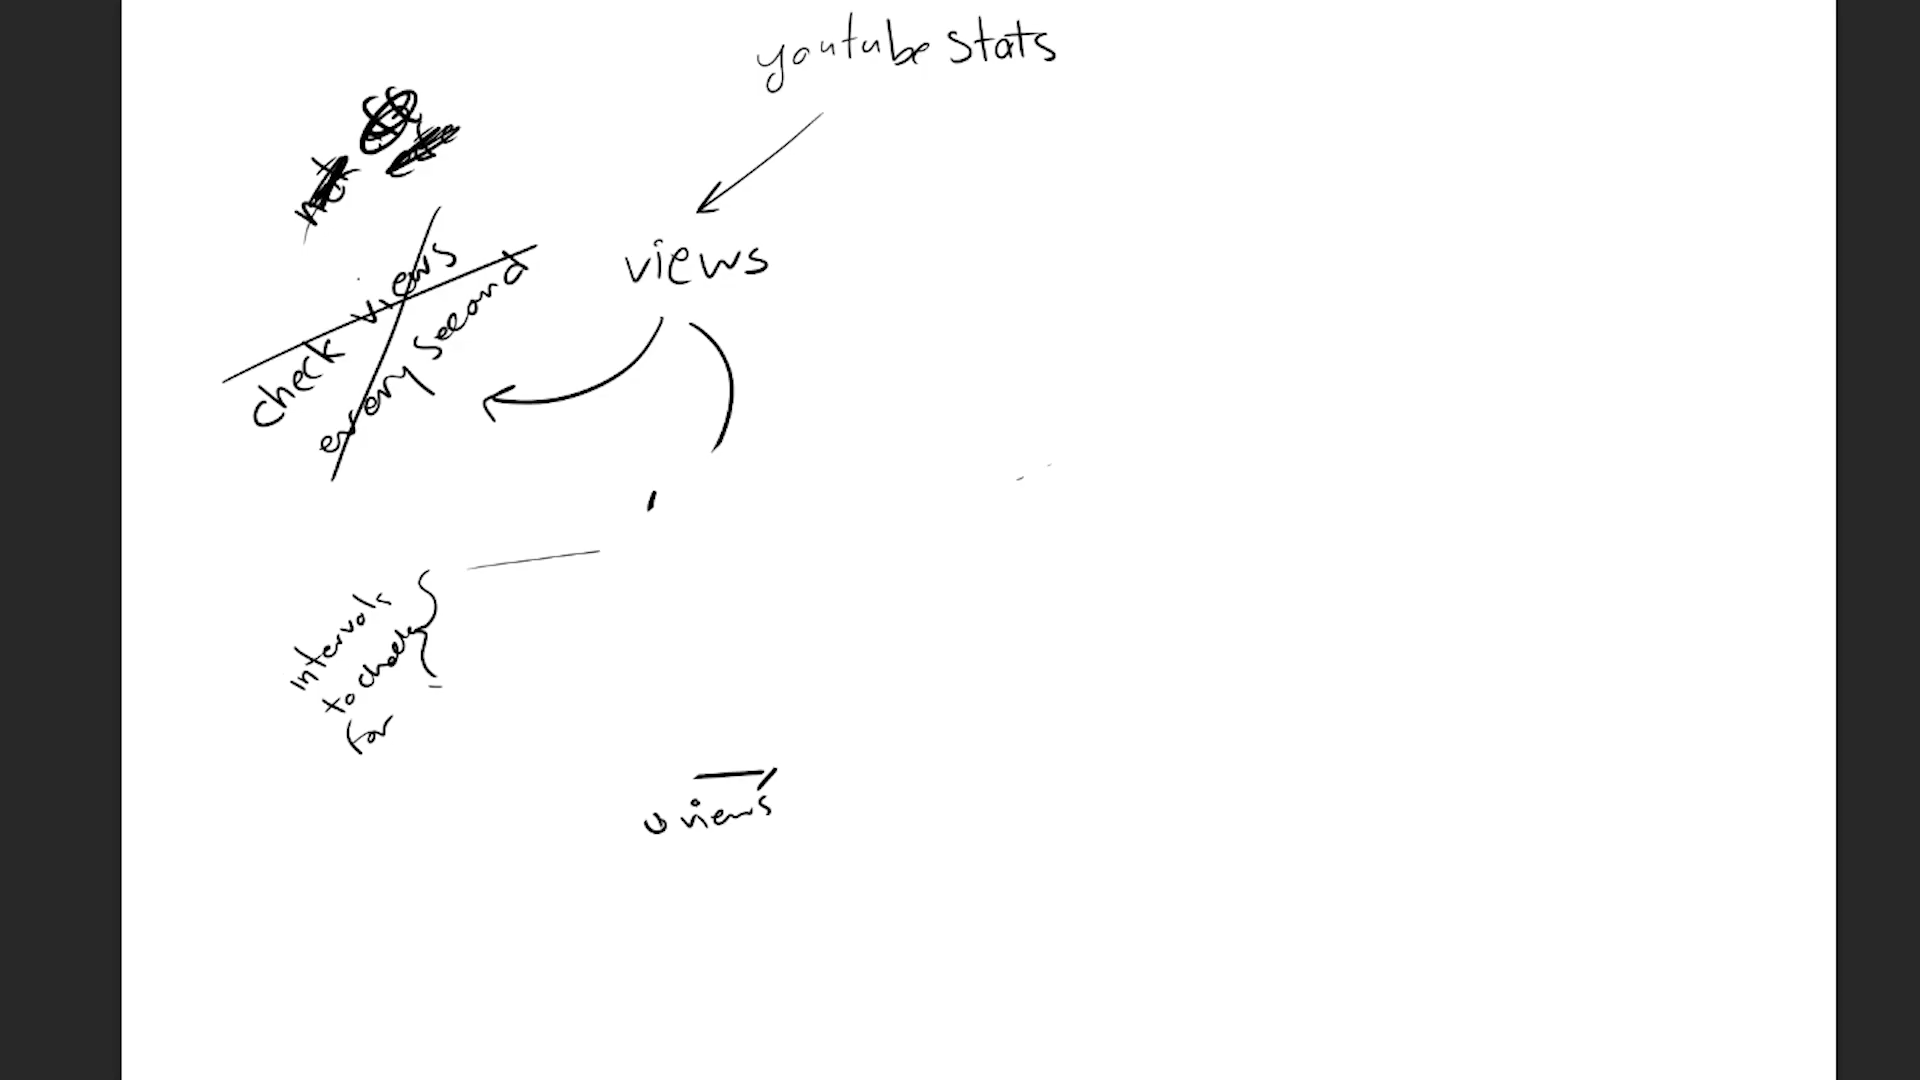 youtube stats
views
check views
every second
intervals
to check
for
views